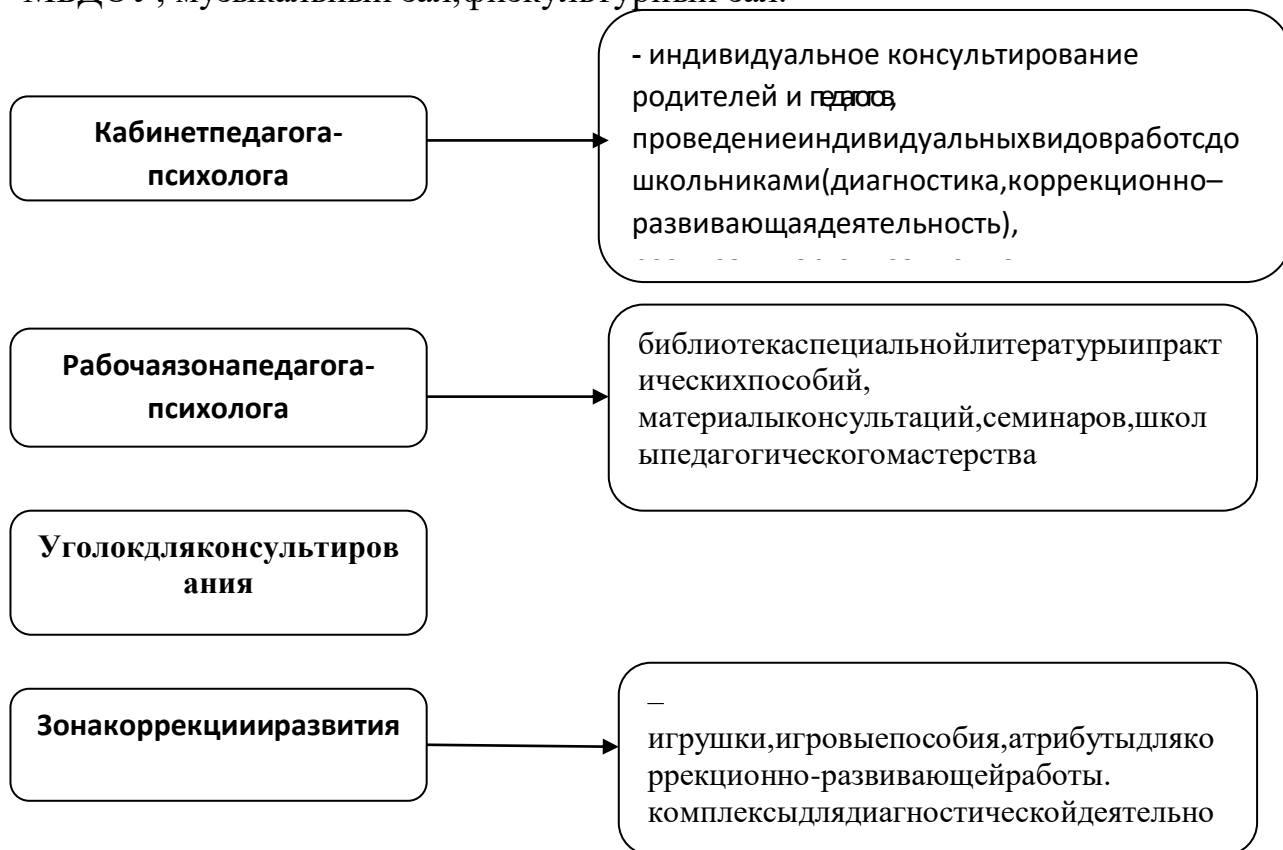 МБДОУ, музыкальный зал,физкультурный зал.
Кабинетпедагога-
психолога
- индивидуальное консультирование
родителей и педагогов,
проведениеиндивидуальныхвидовработсдо
школьниками(диагностика,коррекционно–
развивающаядеятельность),
Рабочаязонапедагога-
психолога
библиотекаспециальнойлитературыипракт
ическихпособий,
материалыконсультаций,семинаров,школ
ыпедагогическогомастерства
Уголокдляконсультиров
ания
Зонакоррекциииразвития
–
игрушки,игровыепособия,атрибутыдляко
ррекционно-развивающейработы.
комплексыдлядиагностическойдеятельно